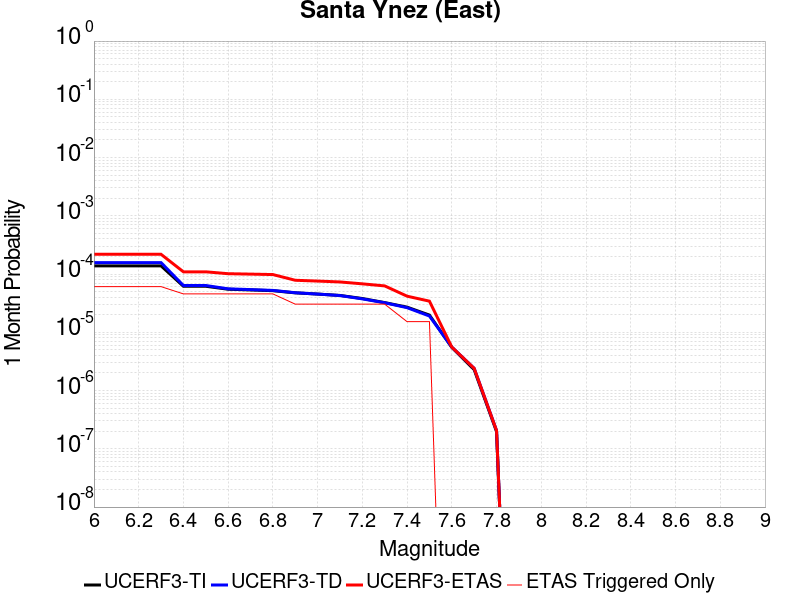 Santa Ynez (East)
1 Month Probability
10^0
10^-1
10^-2
10^-3
10^-4
10^-5
10^-6
10^-7
10^-8
6 6.2 6.4 6.6 6.8 7 7.2 7.4 7.6 7.8 8 8.2 8.4 8.6 8.8 9
Magnitude
UCERF3-TI UCERF3-TD UCERF3-ETAS ETAS Triggered Only